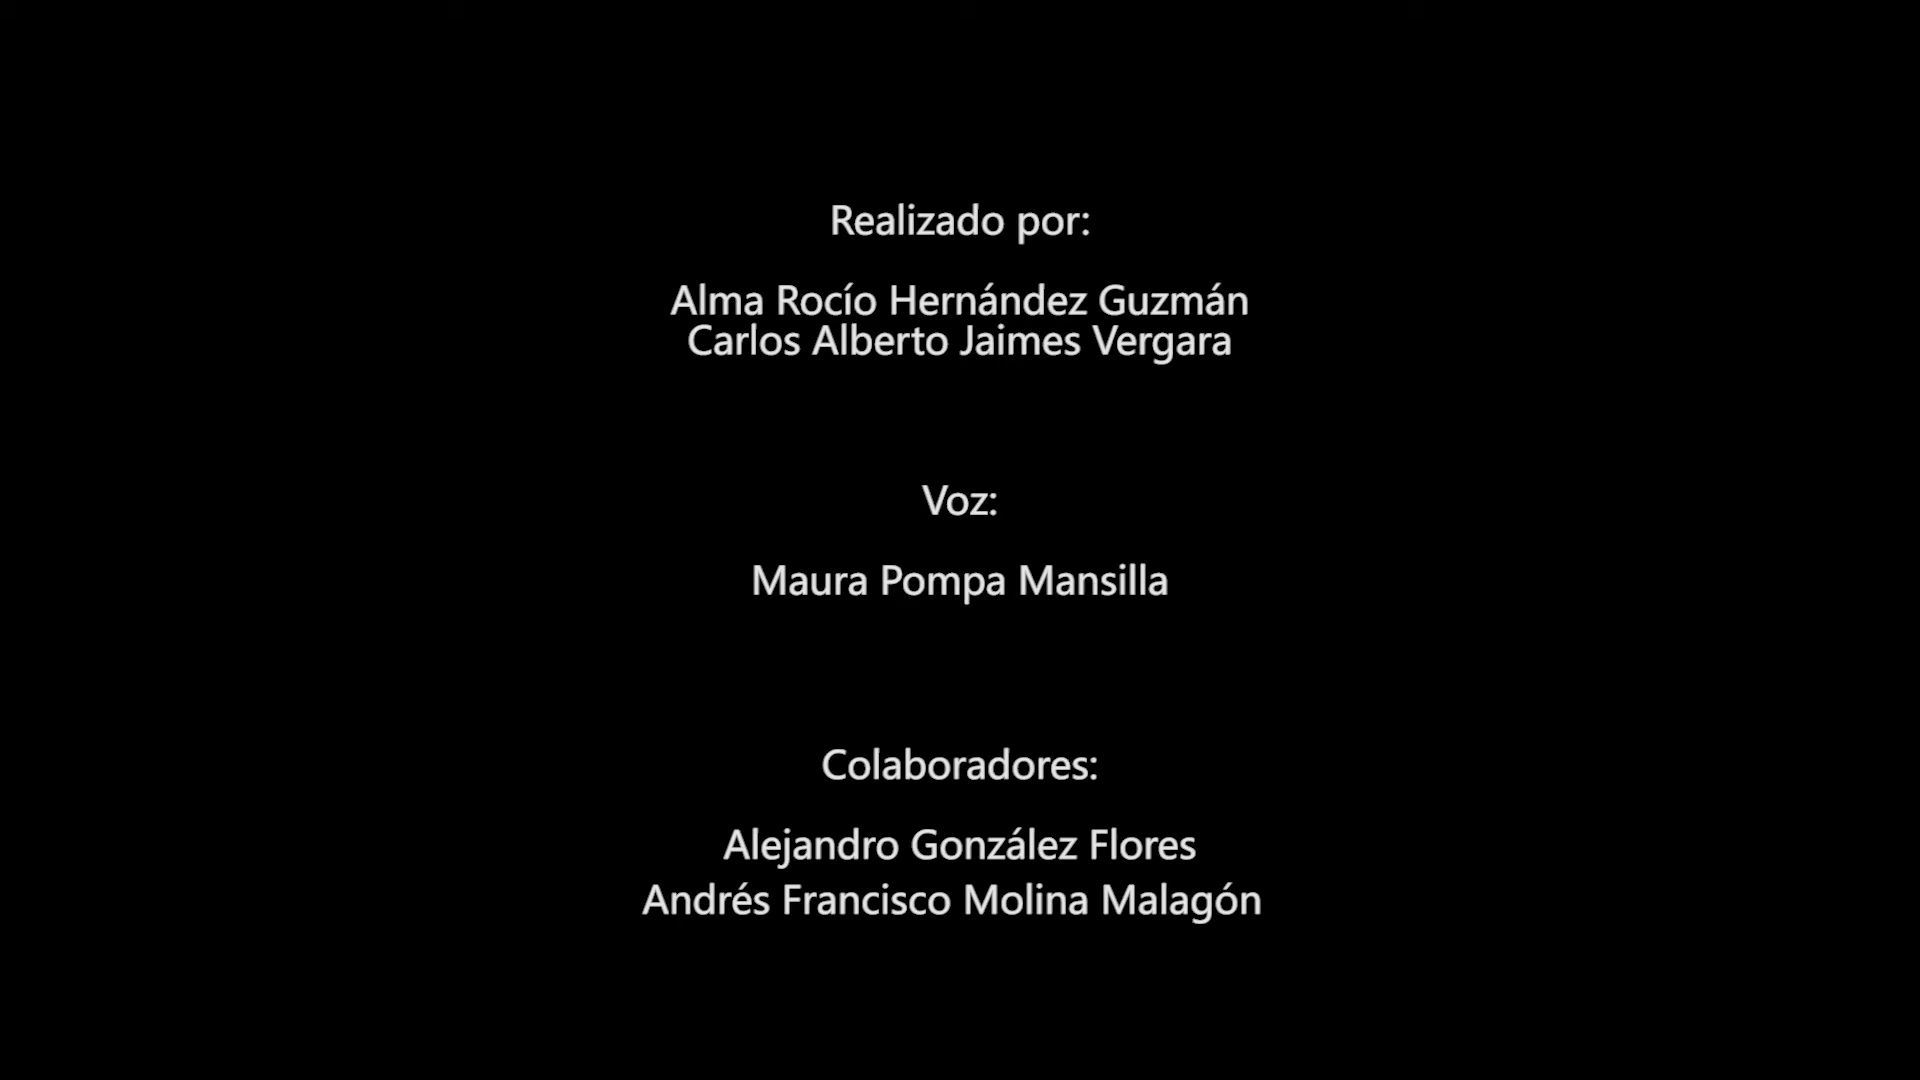 Realizado por:
Alma Rocío Hernández Guzmán
Carlos Alberto Jaimes Vergara
Voz:
Maura Pompa Mansilla
Colaboradores:
Alejandro González Flores
Andrés Francisco Molina Malagón